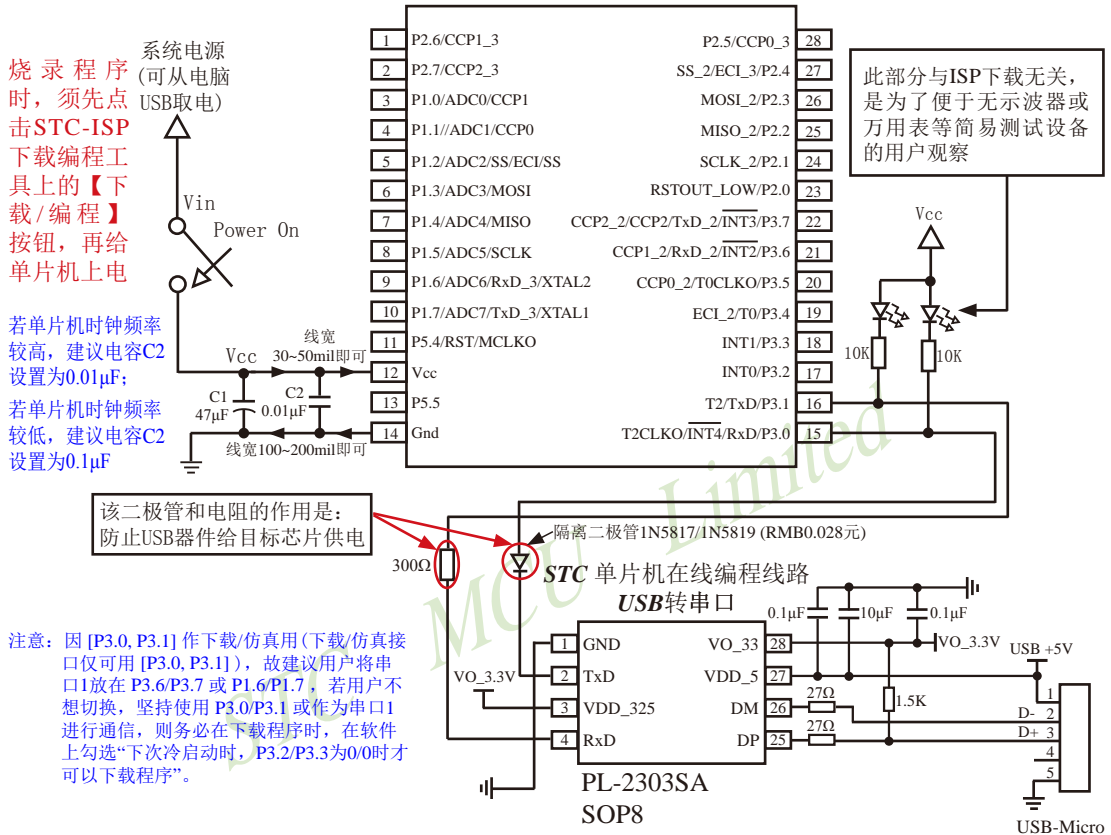 烧录程序
时，须先点
击STC-ISP
下载编程工
具上的【下
载/编程】
按钮，再给
单片机上电
系统电源
(可从电脑
USB取电)
Vin
Power On
若单片机时钟频率
较高，建议电容C2
设置为0.01μF；
若单片机时钟频率
较低，建议电容C2
设置为0.1μF
Vcc
线宽
30~50mil即可
C1
47μF
C2
0.01μF
线宽100~200mil即可
1 P2.6/CCP1_3
2 P2.7/CCP2_3
3 P1.0/ADC0/CCP1
4 P1.1//ADC1/CCP0
5 P1.2/ADC2/SS/ECI/SS
6 P1.3/ADC3/MOSI
7 P1.4/ADC4/MISO
8 P1.5/ADC5/SCLK
9 P1.6/ADC6/RxD_3/XTAL2
10 P1.7/ADC7/TxD_3/XTAL1
11 P5.4/RST/MCLKO
12 Vcc
13 P5.5
14 Gnd
P2.5/CCP0_3 28
SS_2/ECI_3/P2.4 27
MOSI_2/P2.3 26
MISO_2/P2.2 25
SCLK_2/P2.1 24
RSTOUT_LOW/P2.0 23
CCP2_2/CCP2/TxD_2/INT3/P3.7 22
CCP1_2/RxD_2/INT2/P3.6 21
CCP0_2/T0CLKO/P3.5 20
ECI_2/T0/P3.4 19
INT1/P3.3 18
INT0/P3.2 17
T2/TxD/P3.1 16
T2CLKO/INT4/RxD/P3.0 15
此部分与ISP下载无关，
是为了便于无示波器或
万用表等简易测试设备
的用户观察
Vcc
10K
10K
该二极管和电阻的作用是：
防止USB器件给目标芯片供电
300Ω
隔离二极管1N5817/1N5819 (RMB0.028元)
STC 单片机在线编程线路
USB转串口
STC MCU Limited
注意：因 [P3.0, P3.1] 作下载/仿真用(下载/仿真接
口仅可用 [P3.0, P3.1] )，故建议用户将串
口1放在 P3.6/P3.7 或 P1.6/P1.7 ，若用户不
想切换，坚持使用 P3.0/P3.1 或作为串口1
进行通信，则务必在下载程序时，在软件
上勾选“下次冷启动时，P3.2/P3.3为0/0时才
可以下载程序”。
VO_3.3V
1 GND
2 TxD
3 VDD_325
4 RxD
VO_33 28
VDD_5 27
DM 26
DP 25
PL-2303SA
SOP8
0.1μF
10μF
0.1μF
VO_3.3V
27Ω
27Ω
1.5K
USB +5V
1
D- 2
D+ 3
4
5
USB-Micro